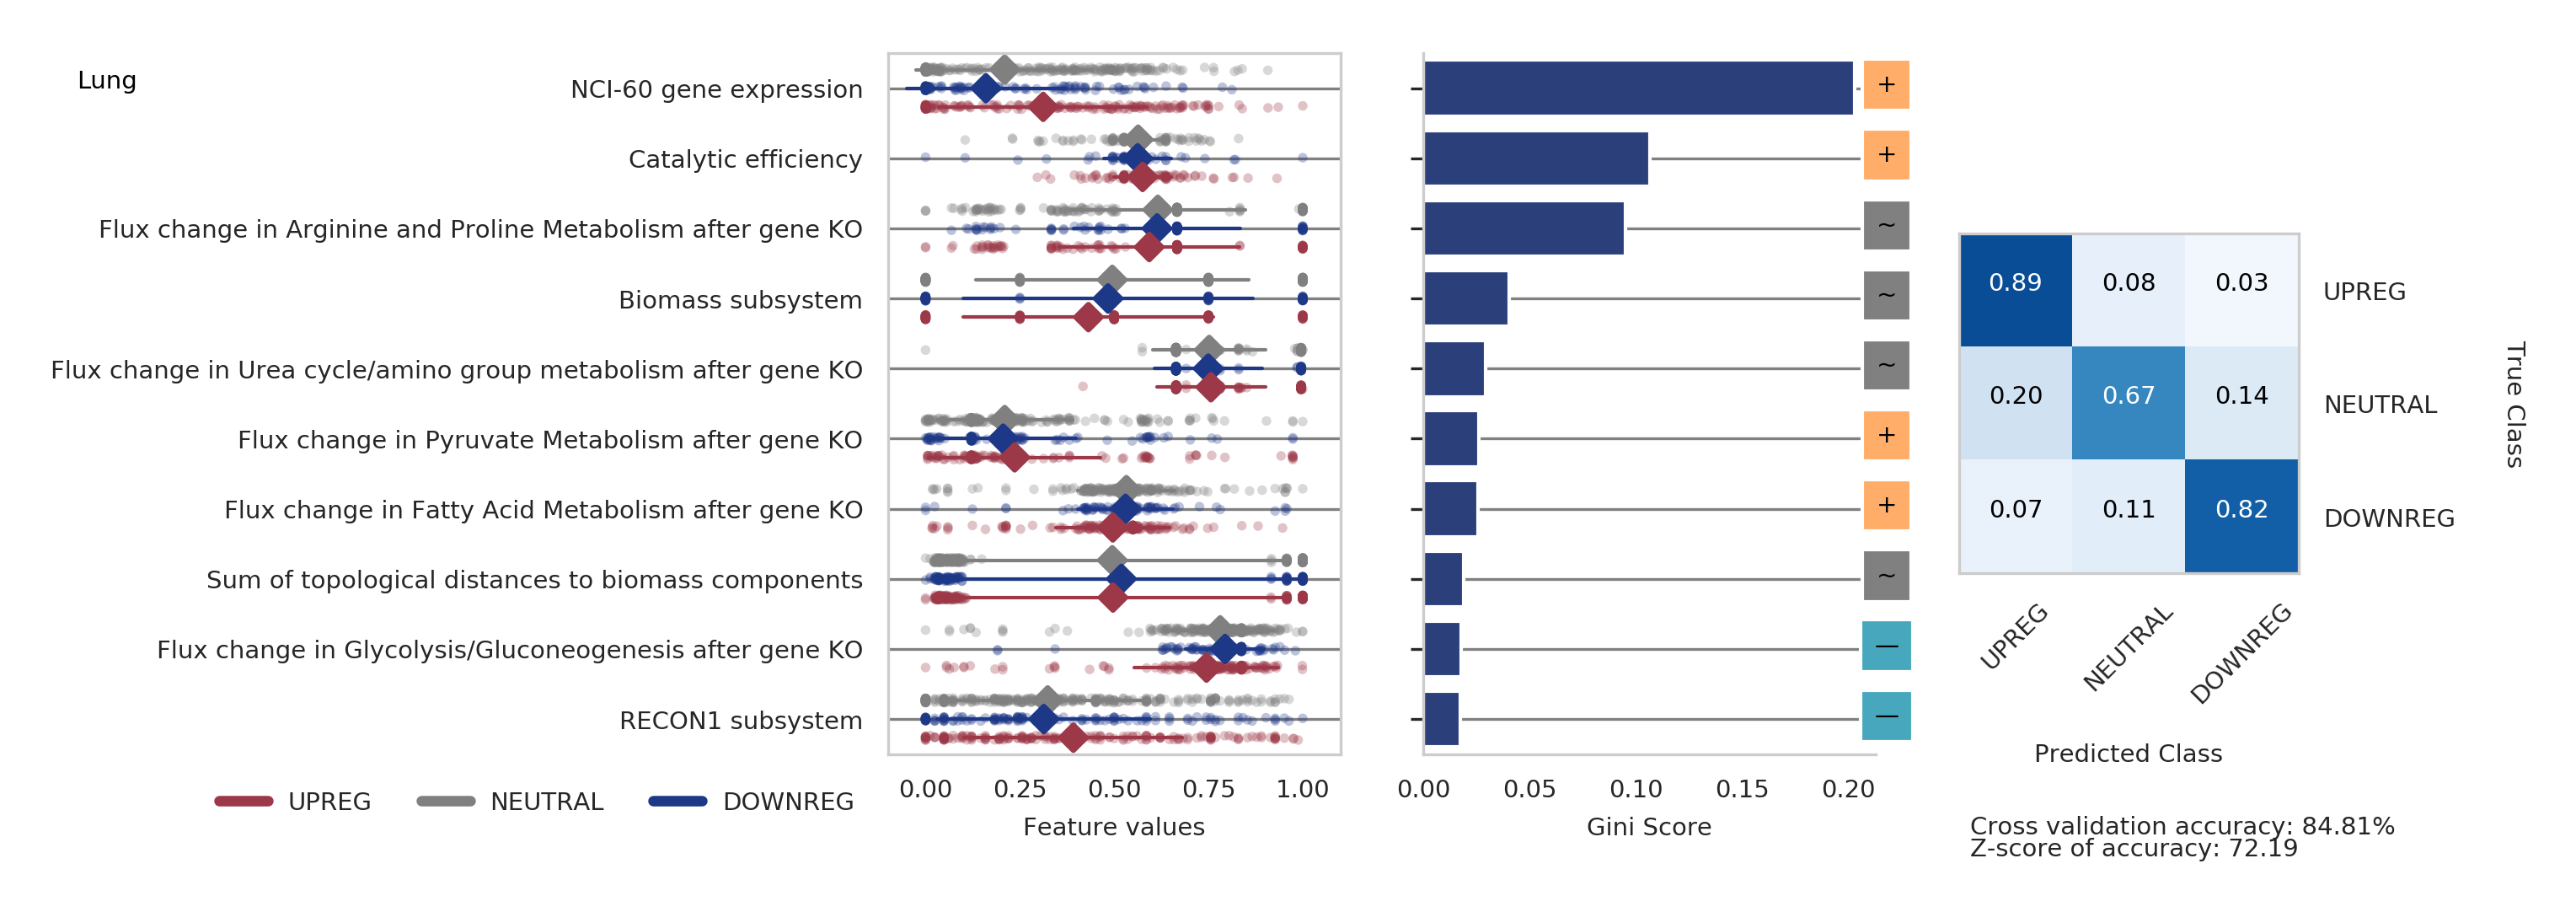 Lung
NCI-60 gene expression
Catalytic efficiency
Flux change in Arginine and Proline Metabolism after gene KO
Biomass subsystem
Flux change in Urea cycle/amino group metabolism after gene KO
Flux change in Pyruvate Metabolism after gene KO
Flux change in Fatty Acid Metabolism after gene KO
Sum of topological distances to biomass components
Flux change in Glycolysis/Gluconeogenesis after gene KO
RECON1 subsystem
UPREG NEUTRAL DOWNREG
0.00 0.25 0.50 0.75 1.00
Feature values
+
+
~
~
~
+
+
~
—
—
0.00 0.05 0.10 0.15 0.20
Gini Score
0.89 0.08 0.03 UPREG
0.20 0.67 0.14 NEUTRAL
0.07 0.11 0.82 DOWNREG
True Class
UPREG NEUTRAL DOWNREG
Predicted Class
Cross validation accuracy: 84.81%
Z-score of accuracy: 72.19